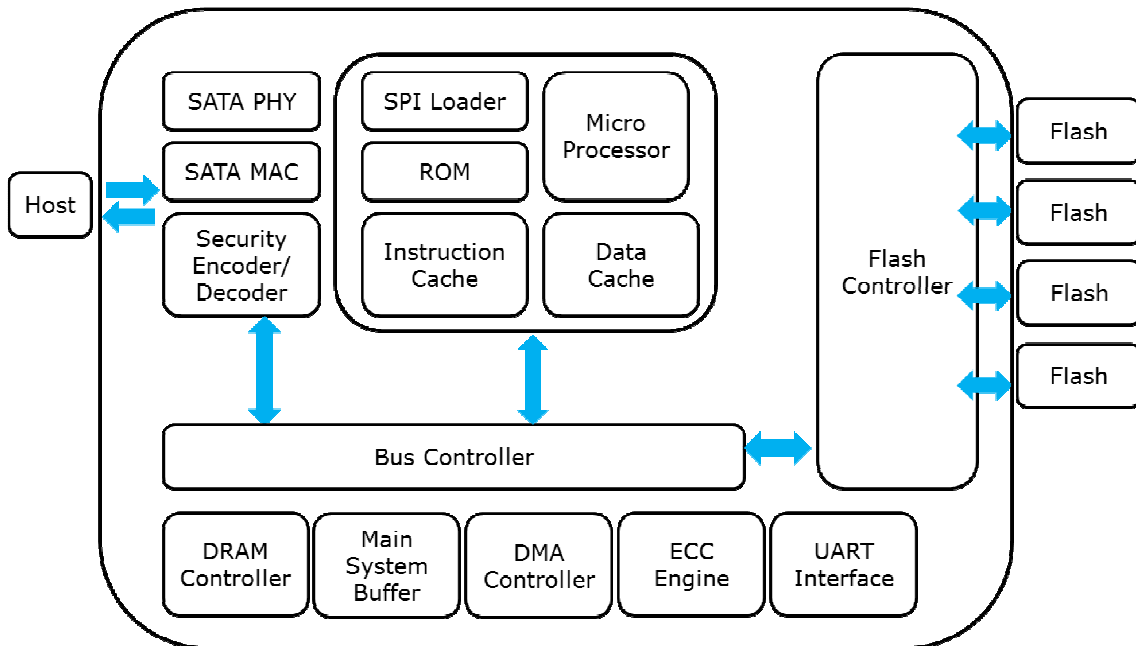 Host
SATA PHY
SATA MAC
Security
Encoder/
Decoder
SPI Loader
ROM
Instruction
Cache
Micro
Processor
Data
Cache
Flash
Controller
Flash
Flash
Flash
Flash
Bus Controller
DRAM
Controller
Main
System
Buffer
DMA
Controller
ECC
Engine
UART
Interface